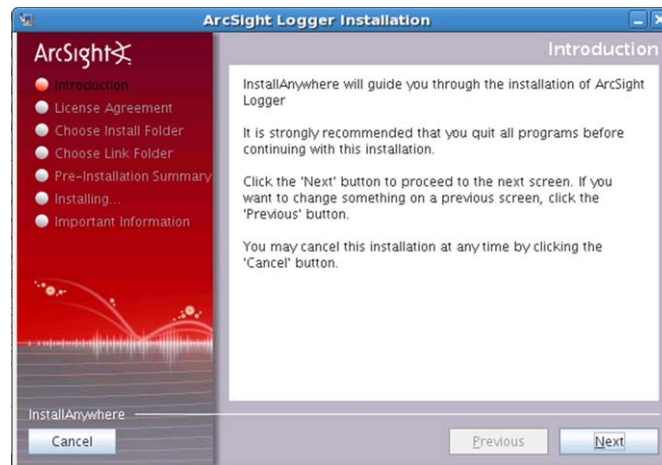 ArcSight Logger Installation
ArcSight
Introduction
Introduction
License Agreement
Choose Install Folder
Choose Link Folder
Pre-Installation Summary
Installing...
Important Information
InstallAnywhere will guide you through the installation of ArcSight
Logger
It is strongly recommended that you quit all programs before
continuing with this installation.
Click the 'Next' button to proceed to the next screen. If you
want to change something on a previous screen, click the
'Previous' button.
You may cancel this installation at any time by clicking the
'Cancel' button.
InstallAnywhere
Cancel
Previous
Next